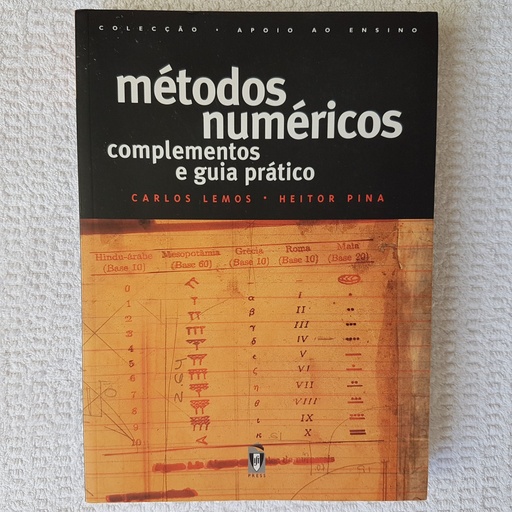 COLECÇÃO · APOIO AO ENSINO
métodos
numéricos
complementos
e guia prático
CARLOS LEMOS · HEITOR PINA
Hindu-árabe Mesopotâmia Grécia Roma Maia
(Base 10) (Base 60) (Base 10) (Base 10) (Base 20)
0
1 α I
2 β II
3 γ III
4 δ IV
5 ε V
6 ς VI
7 ζ VII
8 η VIII
9 θ IX
10 ι X
2.64
PRESS